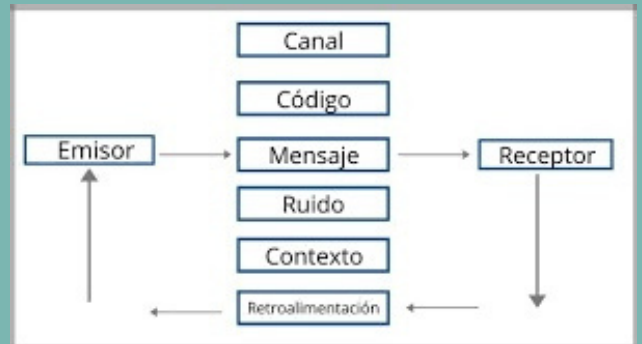 Canal
Código
Emisor
Mensaje
Receptor
Ruido
Contexto
Retroalimentación